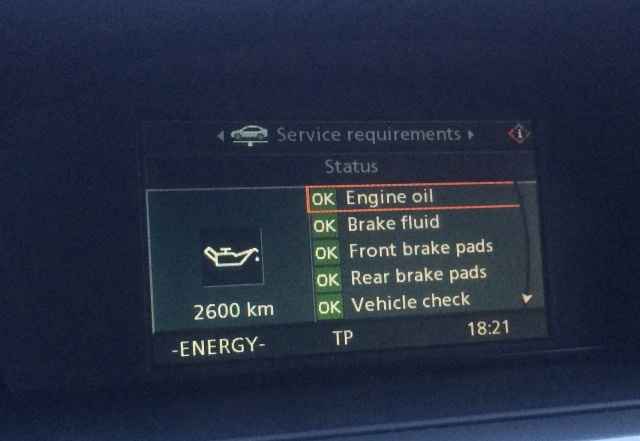 Service requirements
Status
OK Engine oil
OK Brake fluid
OK Front brake pads
OK Rear brake pads
OK Vehicle check
2600 km
-ENERGY- TP 18:21